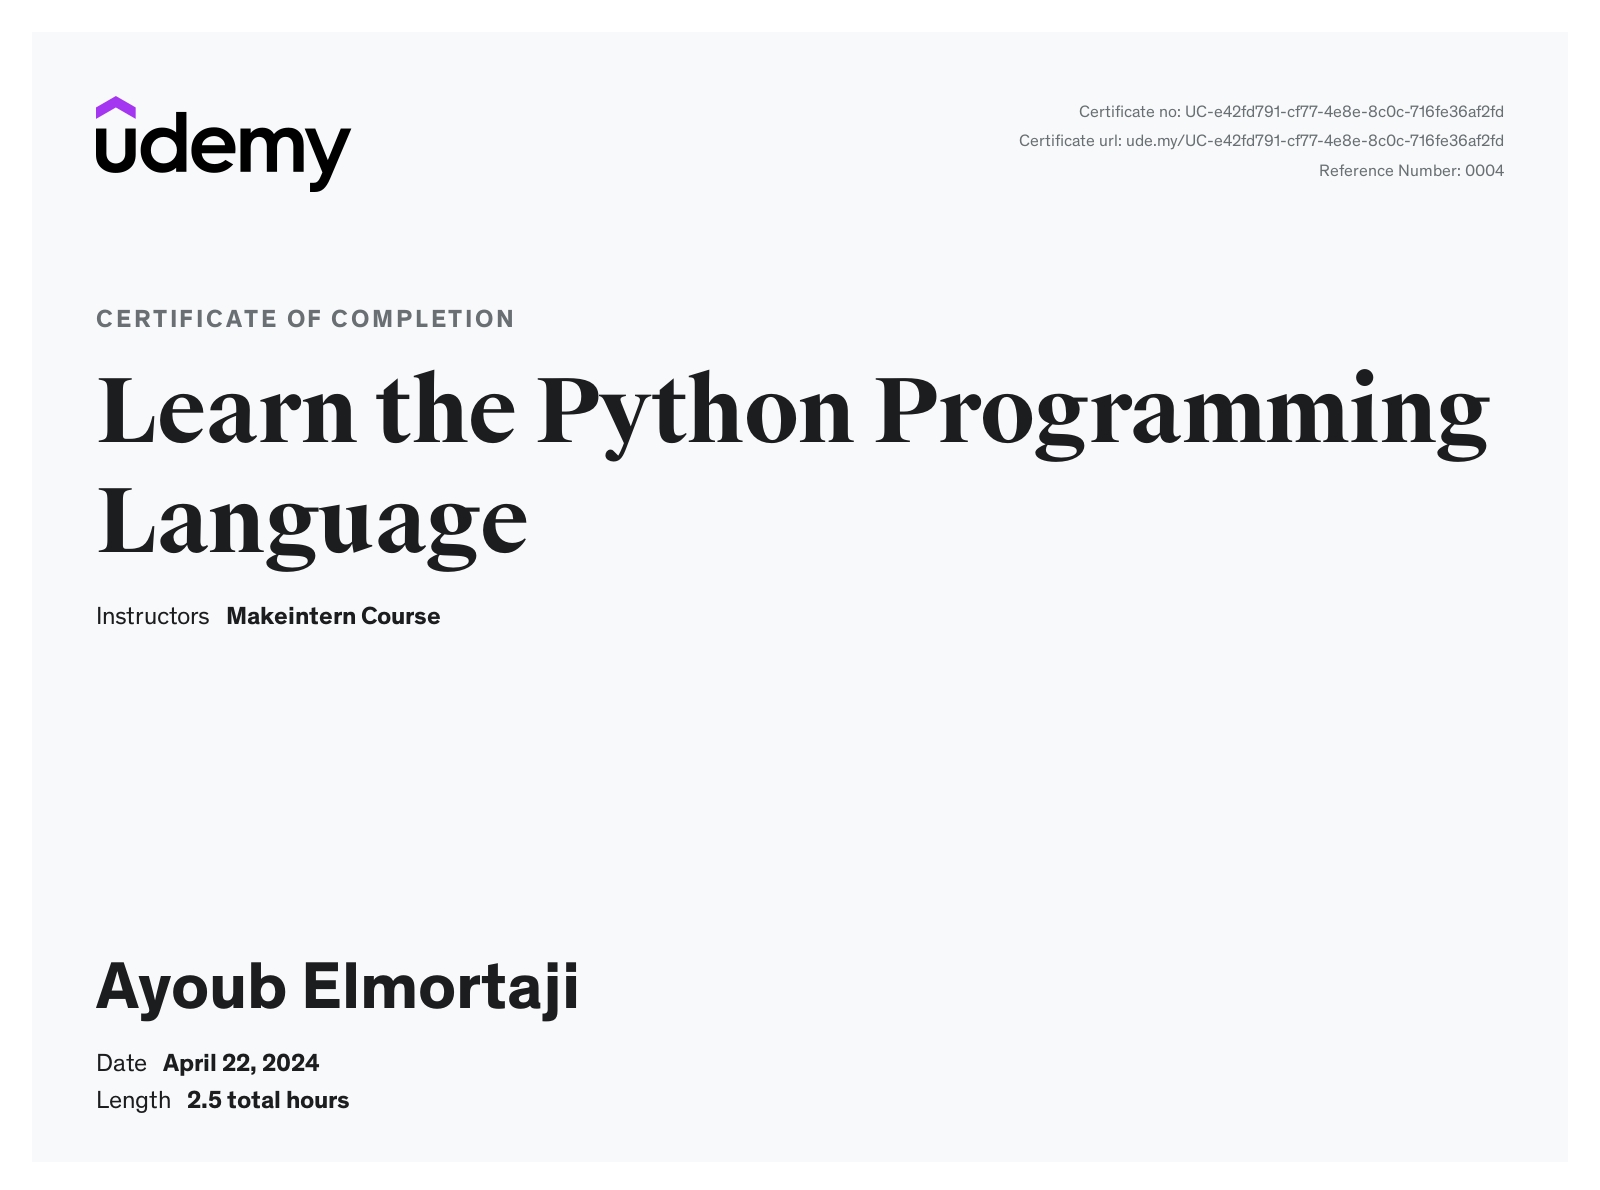 udemy
Certificate no: UC-e42fd791-cf77-4e8e-8c0c-716fe36af2fd
Certificate url: ude.my/UC-e42fd791-cf77-4e8e-8c0c-716fe36af2fd
Reference Number: 0004
CERTIFICATE OF COMPLETION
Learn the Python Programming
Language
Instructors Makeintern Course
Ayoub Elmortaji
Date April 22, 2024
Length 2.5 total hours